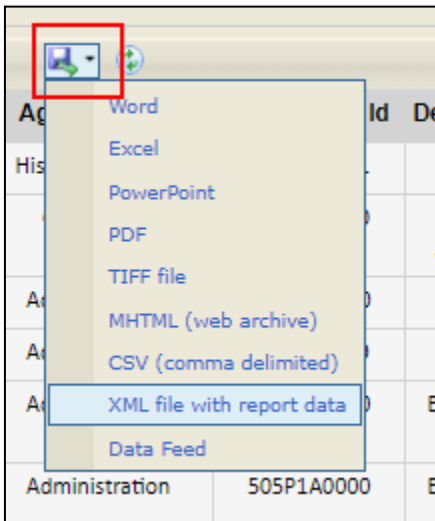 Id
Word
Excel
PowerPoint
PDF
TIFF file
MHTML (web archive)
CSV (comma delimited)
XML file with report data
Data Feed
Administration 505P1A0000